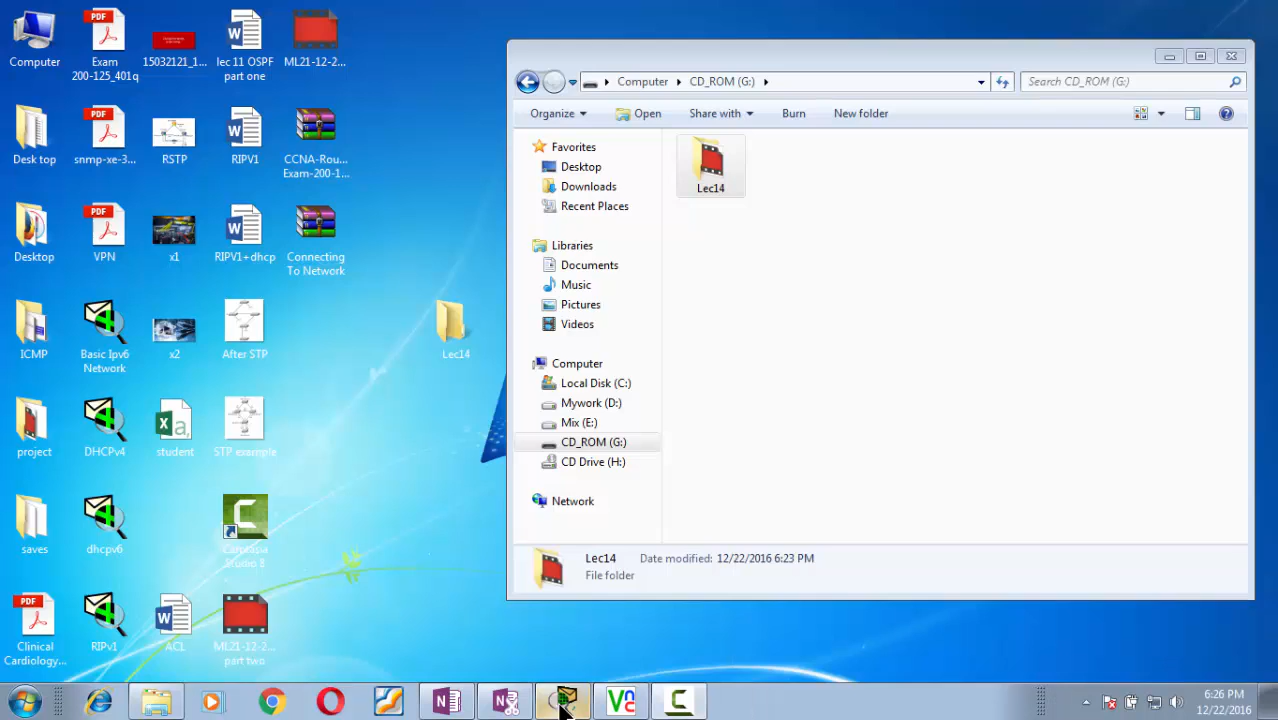 Computer
Exam
200-125_401q
15032121_1...
lec 11 OSPF
part one
ML21-12-2...
Desk top
snmp-xe-3...
RSTP
RIPV1
CCNA-Rou...
Exam-200-1...
Desktop
VPN
x1
RIPV1+dhcp
Connecting
To Network
ICMP
Basic Ipv6
Network
x2
After STP
Lec14
project
DHCPv4
student
STP example
saves
dhcpv6
Camtasia
Studio 8
Clinical
Cardiology...
RIPv1
ACL
ML21-12-2...
part two
Computer
CD_ROM (G:)
Search CD_ROM (G:)
Organize
Open
Share with
Burn
New folder
Favorites
Desktop
Downloads
Recent Places
Libraries
Documents
Music
Pictures
Videos
Computer
Local Disk (C:)
Mywork (D:)
Mix (E:)
CD_ROM (G:)
CD Drive (H:)
Network
Lec14
Lec14 Date modified: 12/22/2016 6:23 PM
File folder
6:26 PM
12/22/2016